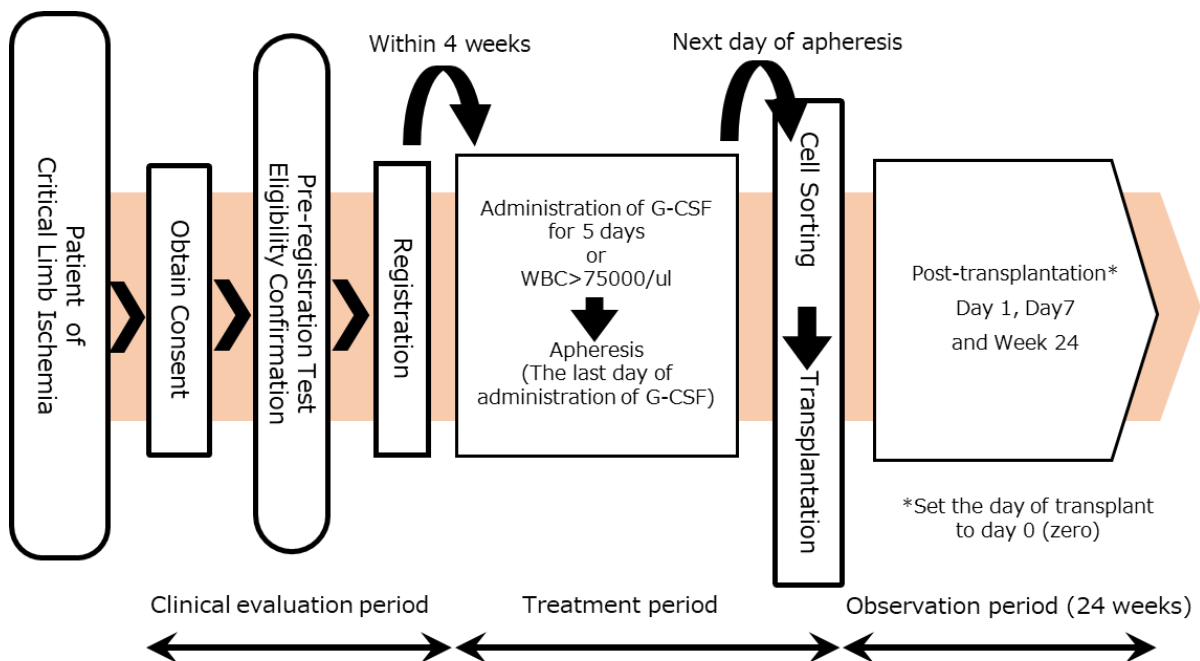 Patient of
Critical Limb Ischemia
Obtain Consent
Pre-registration Test
Eligibility Confirmation
Within 4 weeks
Registration
Administration of G-CSF
for 5 days
or
WBC>75000/ul
Apheresis
(The last day of
administration of G-CSF)
Next day of apheresis
Cell Sorting
Transplantation
Post-transplantation*
Day 1, Day7
and Week 24
*Set the day of transplant
to day 0 (zero)
Clinical evaluation period
Treatment period
Observation period (24 weeks)